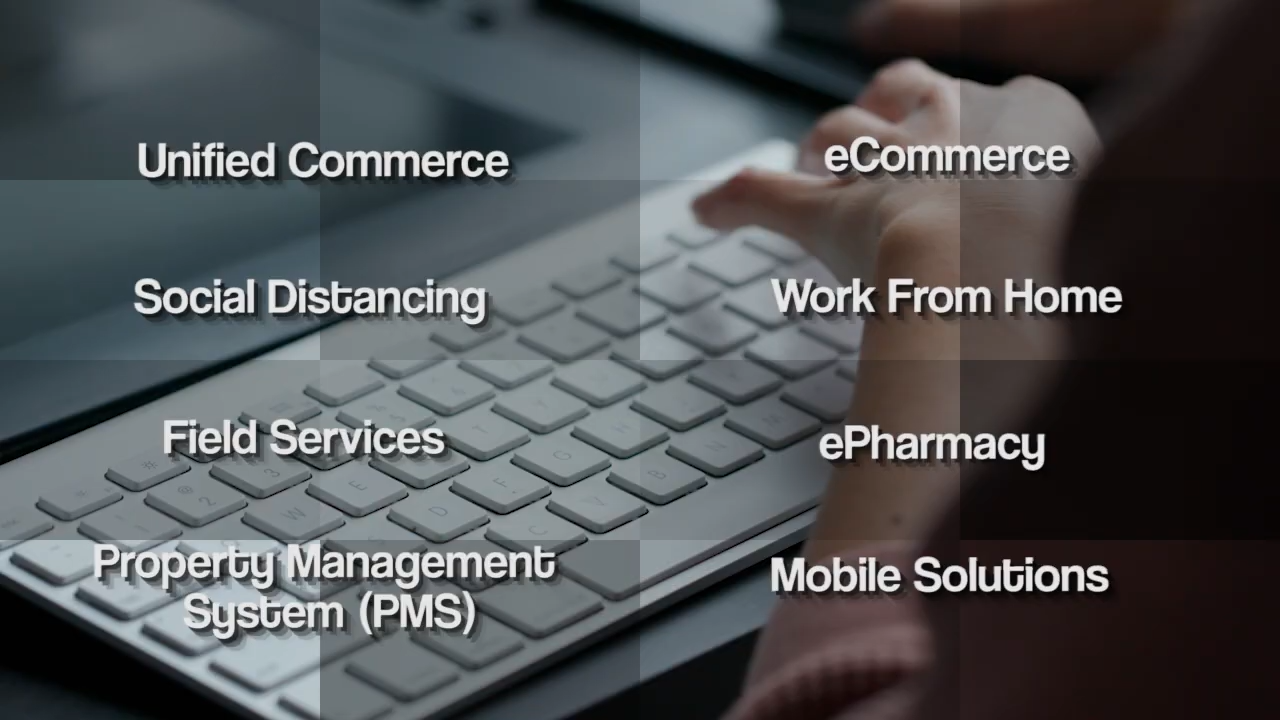 Unified Commerce
eCommerce
Social Distancing
Work From Home
Field Services
ePharmacy
Property Management
System (PMS)
Mobile Solutions